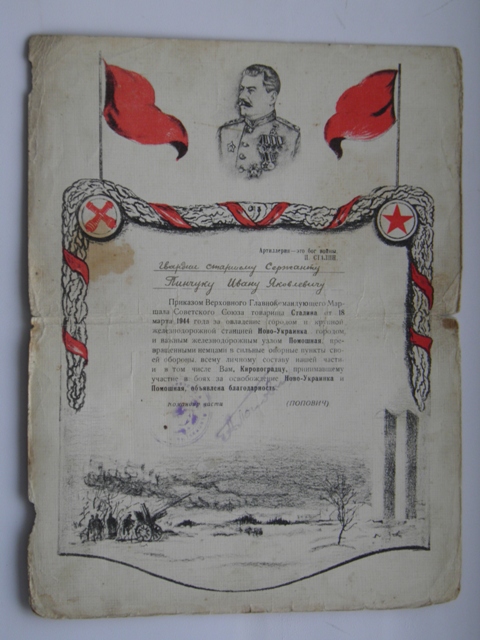 Артиллерия—это бог войны.
И. СТАЛИН.
Гвардии старшему Сержанту
Пинчуку Ивану Яковлевичу
Приказом Верховного Главнокомандующего Мар-
шала Советского Союза товарища Сталина от 18
марта 1944 года за овладение городом и
железнодорожной станцией Ново-Украинка городом,
и важным железнодорожным узлом Помошная, пре-
вращенными немцами в сильные опорные пункты сво-
ей обороны, всему личному составу нашей части
и в том числе Вам, Кировоградцу, принимавшему
участие в боях за освобождение Ново-Украинка и
Помошная, объявлена благодарность.
части (ПОПОВИЧ)